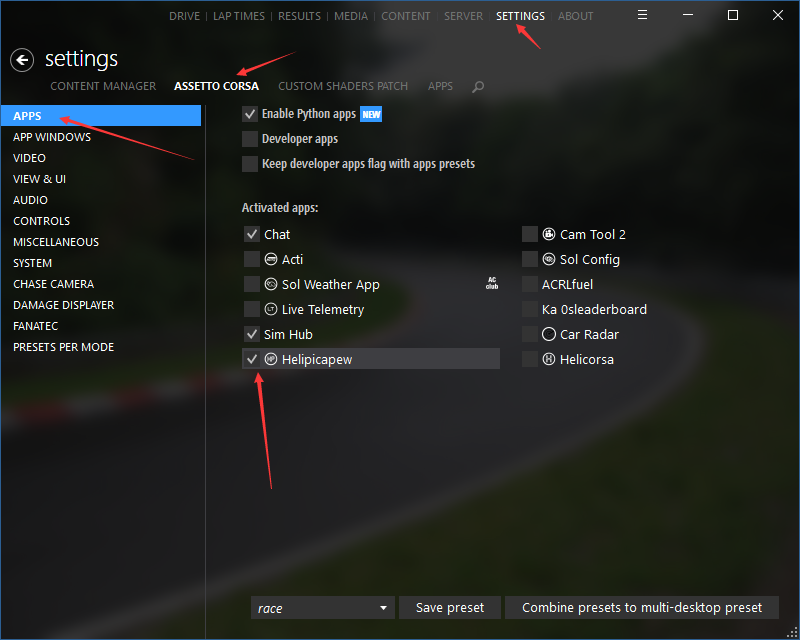 DRIVE | LAP TIMES | RESULTS | MEDIA | CONTENT SERVER SETTINGS ABOUT
settings
CONTENT MANAGER ASSETTO CORSA CUSTOM SHADERS PATCH APPS
APPS
APP WINDOWS
VIDEO
VIEW & UI
AUDIO
CONTROLS
MISCELLANEOUS
SYSTEM
CHASE CAMERA
DAMAGE DISPLAYER
FANATEC
PRESETS PER MODE
Enable Python apps NEW
Developer apps
Keep developer apps flag with apps presets
Activated apps:
Chat
Acti
Sol Weather App AC club
LT Live Telemetry
Sim Hub
HP Helipicapew
Cam Tool 2
Sol Config
ACRLfuel
Ka 0sleaderboard
Car Radar
H Helicorsa
race
Save preset
Combine presets to multi-desktop preset